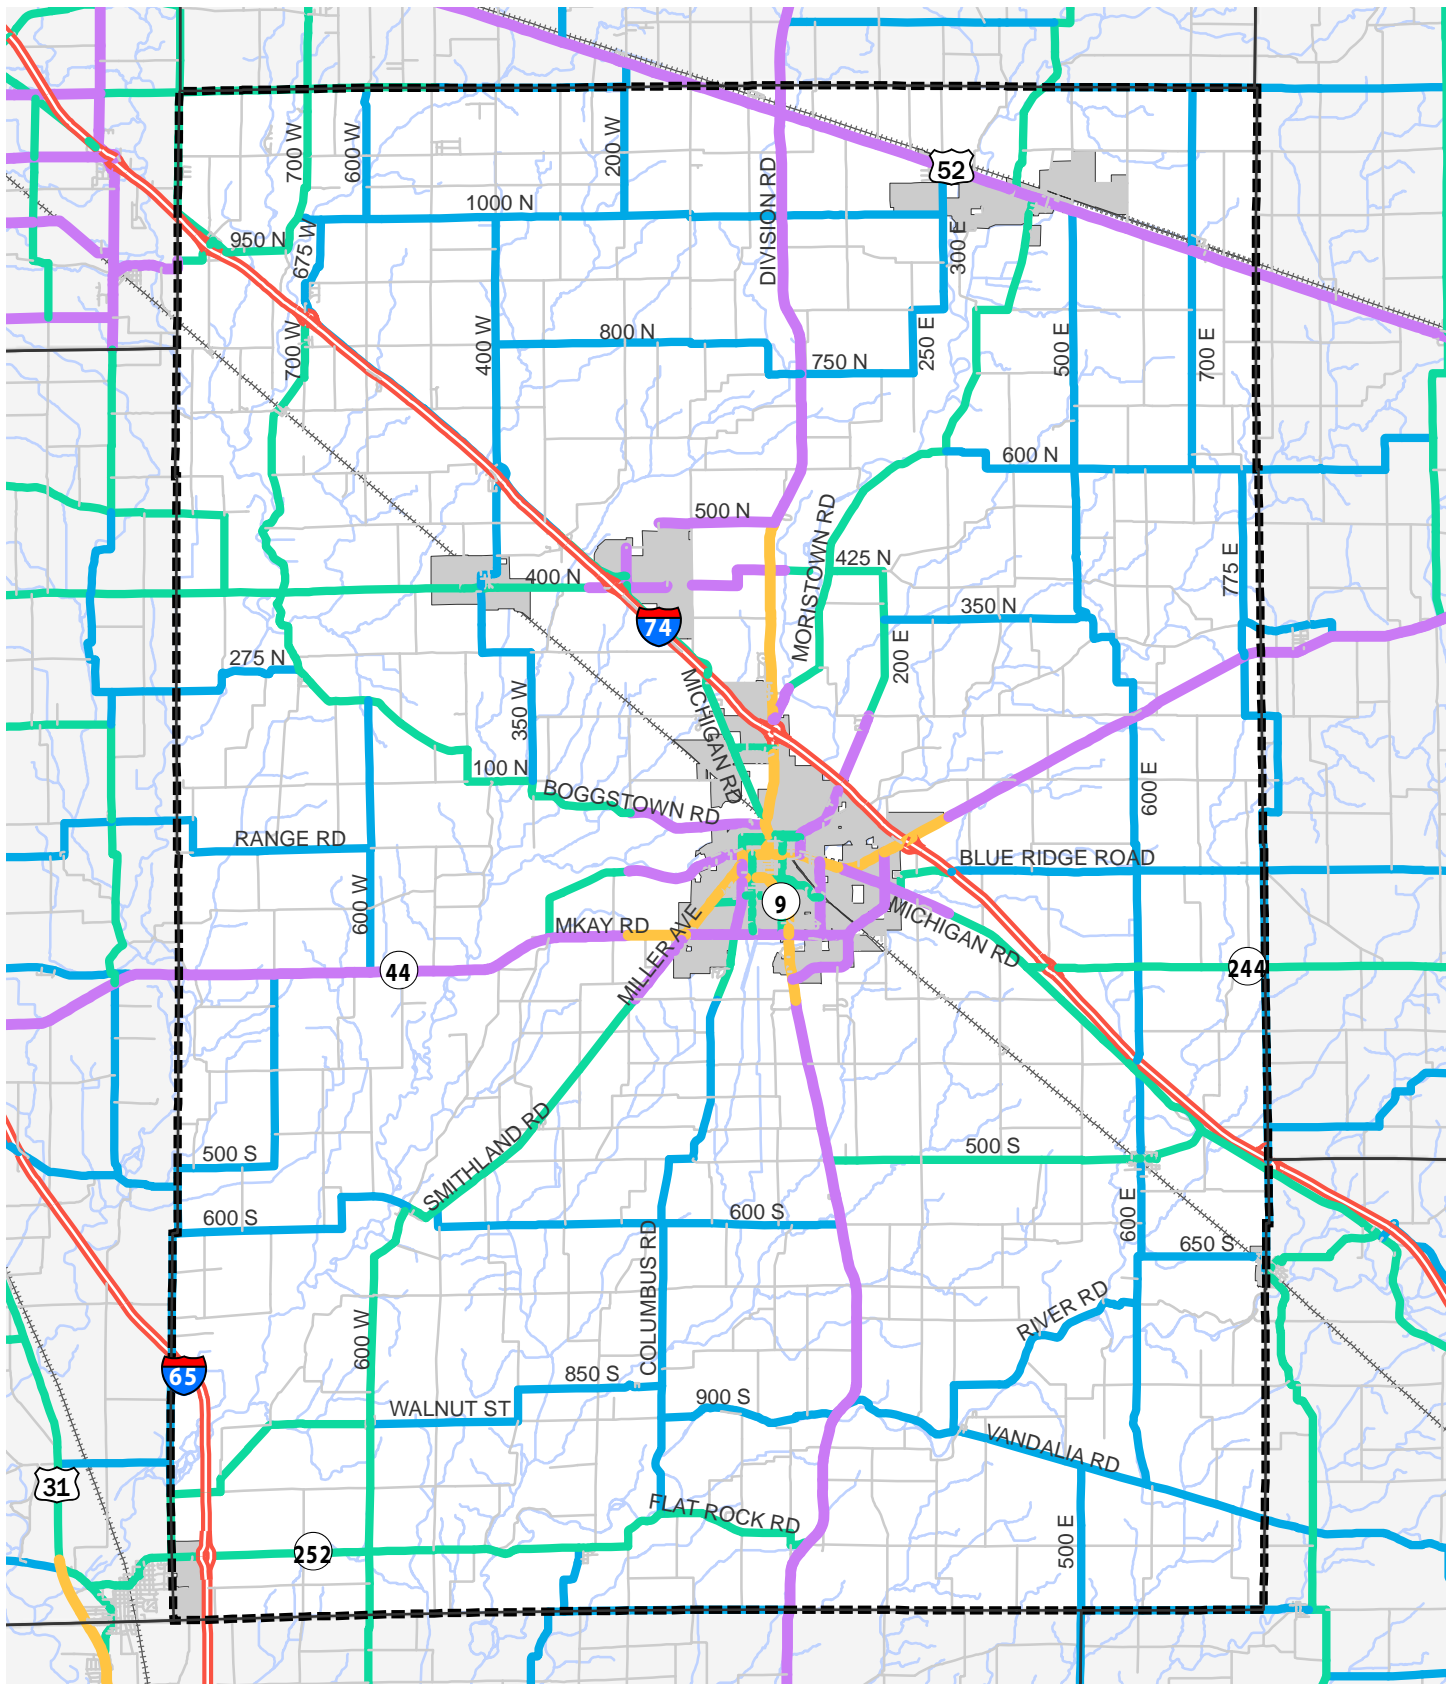 700 W
600 W
200 W
DIVISION RD
52
1000 N
950 N
675 W
300 E
700 W
400 W
800 N
750 N
250 E
500 E
700 E
600 N
500 N
MORISTOWN RD
425 N
400 N
775 E
350 N
74
275 N
200 E
350 W
MICHIGAN RD
100 N
BOGGSTOWN RD
600 E
RANGE RD
BLUE RIDGE ROAD
600 W
MKAY RD
9
MICHIGAN RD
44
MILLER AVE
244
SMITHLAND RD
500 S
500 S
600 S
600 S
600 E
650 S
COLUMBUS RD
RIVER RD
600 W
65
850 S
WALNUT ST
900 S
VANDALIA RD
31
FLAT ROCK RD
252
500 E